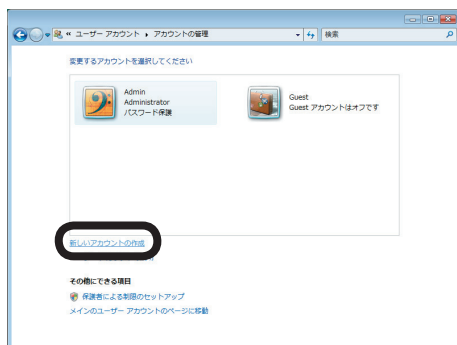 « ユーザー アカウント ▸ アカウントの管理
検索
変更するアカウントを選択してください
Admin
Administrator
パスワード保護
Guest
Guest アカウントはオフです
新しいアカウントの作成
その他にできる項目
保護者による制限のセットアップ
メインのユーザー アカウントのページに移動